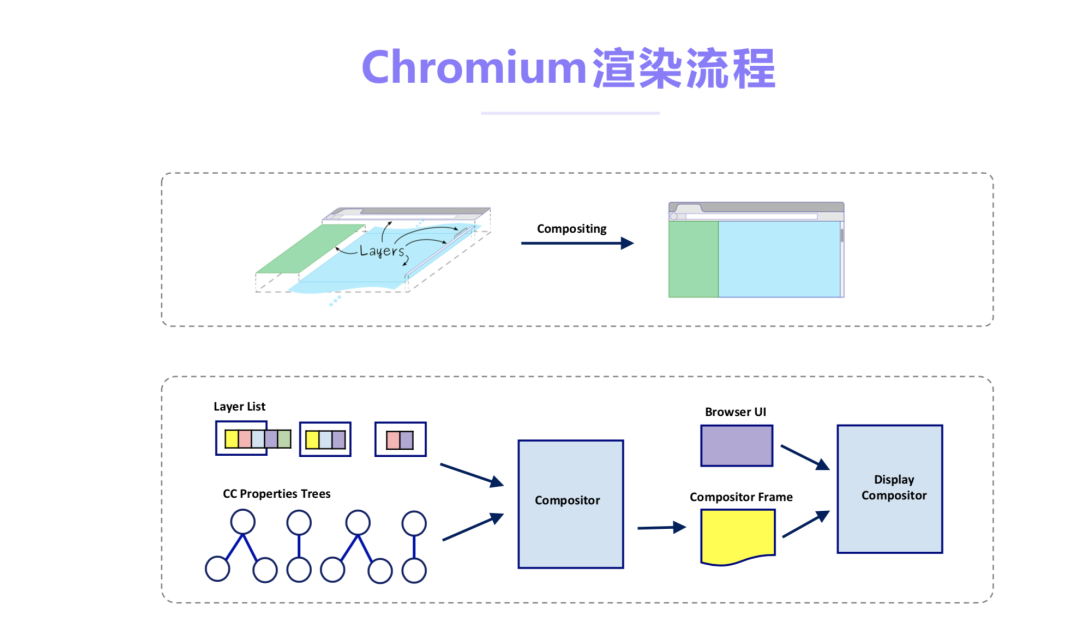 Chromium渲染流程
Layers
Compositing
Layer List
CC Properties Trees
Compositor
Browser UI
Compositor Frame
Display
Compositor